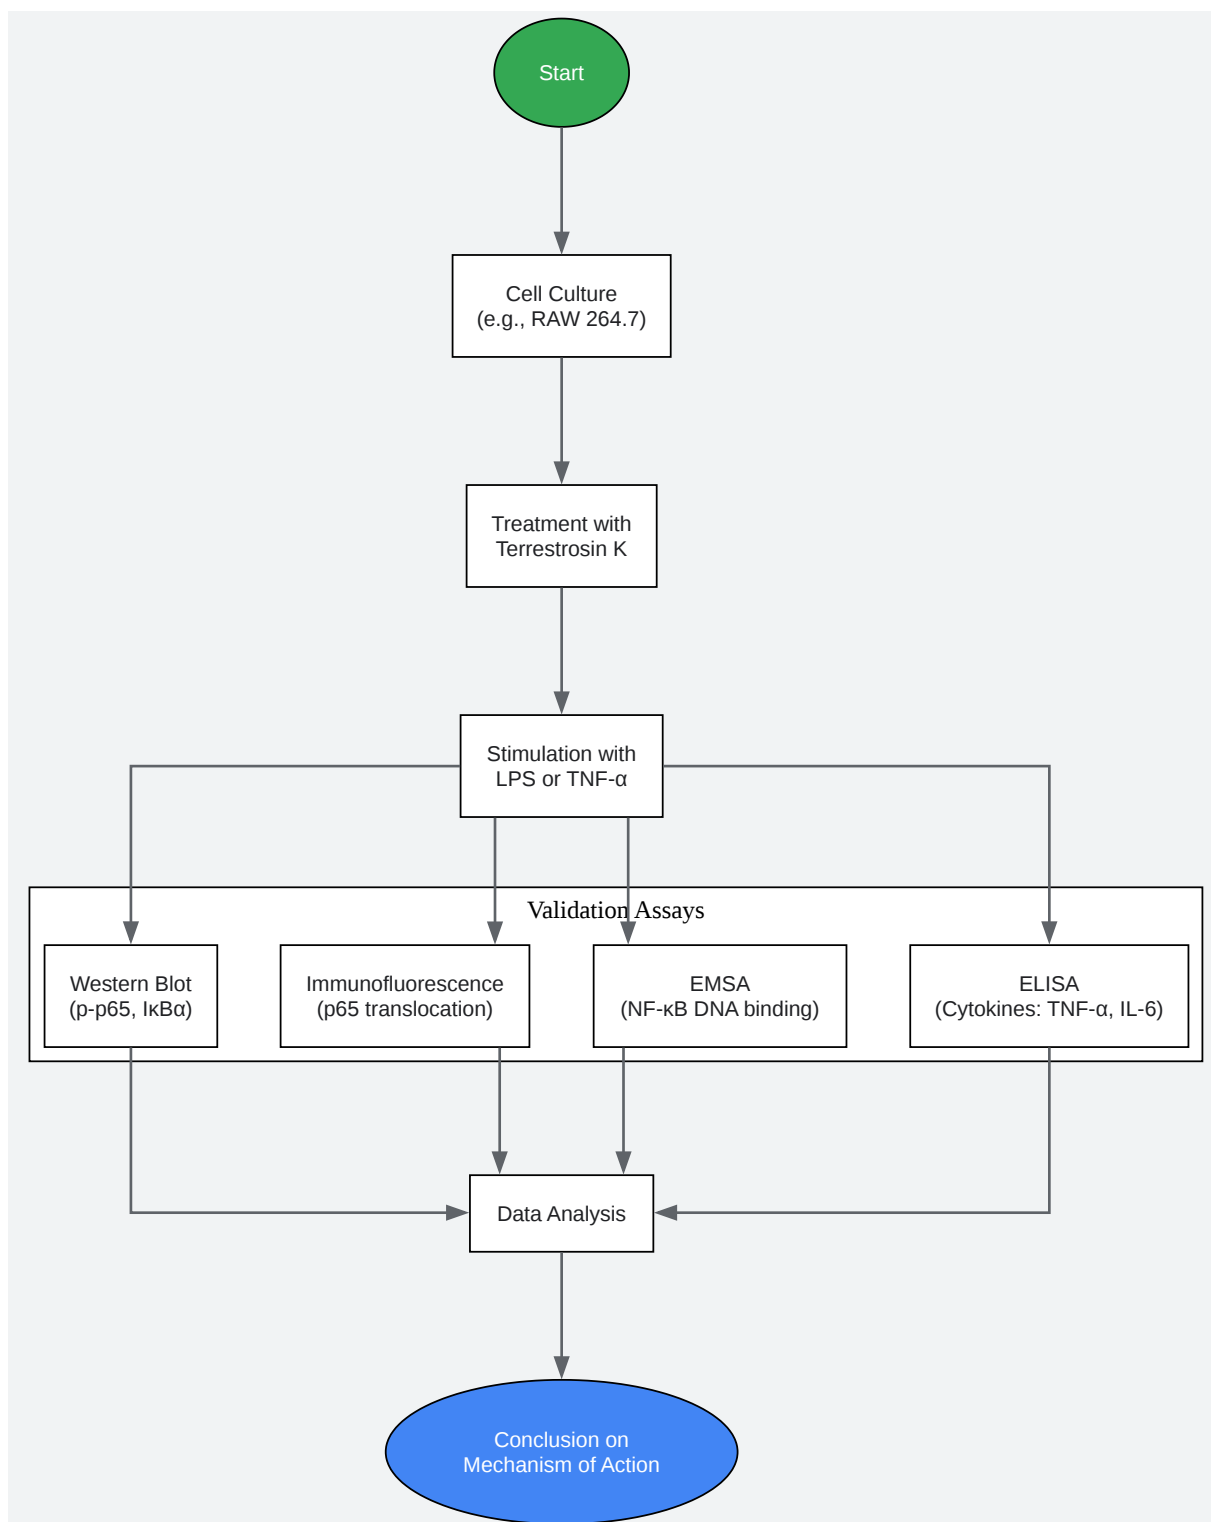 Start
Cell Culture
(e.g., RAW 264.7)
Treatment with
Terrestrosin K
Stimulation with
LPS or TNF-α
Validation Assays
Western Blot
(p-p65, IκBα)
Immunofluorescence
(p65 translocation)
EMSA
(NF-κB DNA binding)
ELISA
(Cytokines: TNF-α, IL-6)
Data Analysis
Conclusion on
Mechanism of Action